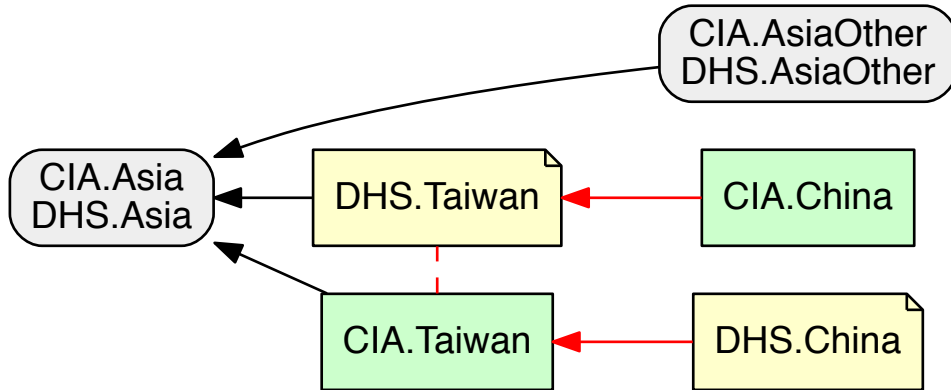 CIA.AsiaOther
DHS.AsiaOther
CIA.Asia
DHS.Asia
DHS.Taiwan
CIA.China
CIA.Taiwan
DHS.China